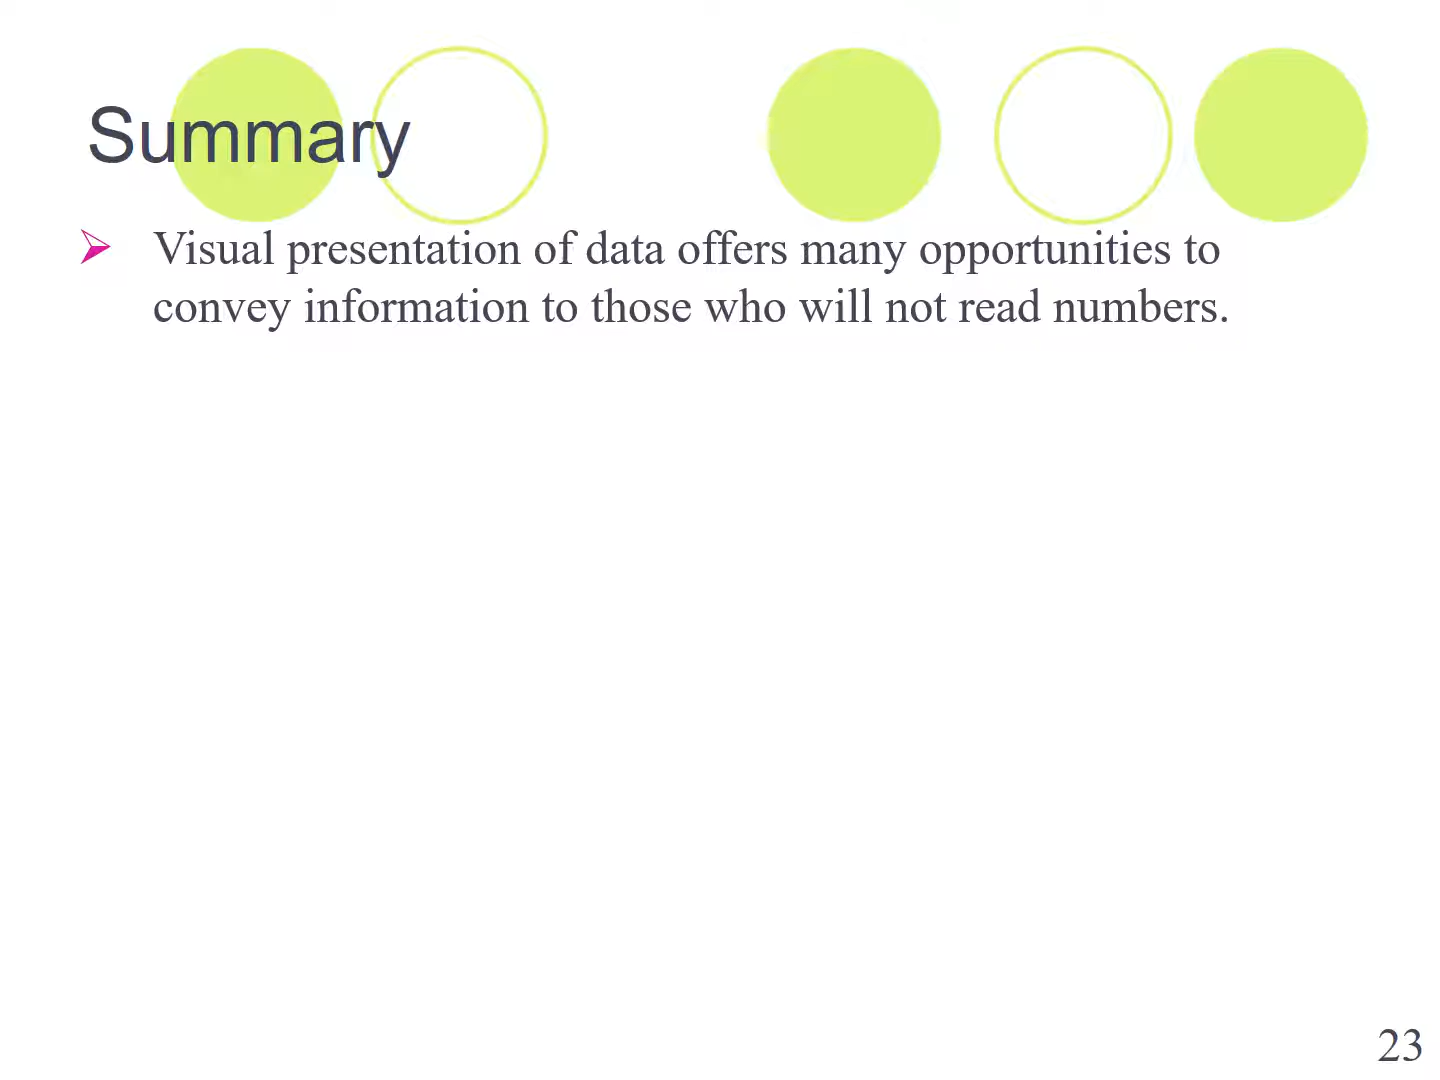 Summary
Visual presentation of data offers many opportunities to
convey information to those who will not read numbers.
23